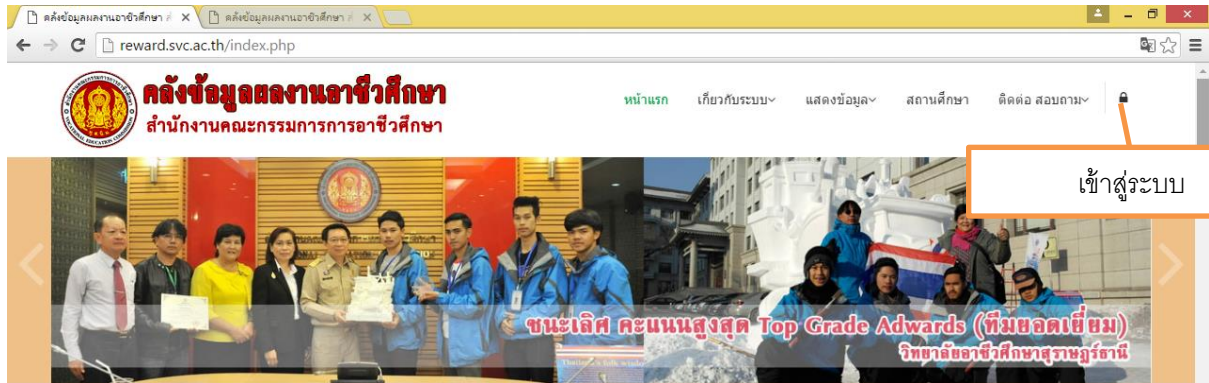 คลังข้อมูลผลงานอาชีวศึกษา
คลังข้อมูลผลงานอาชีวศึกษา
reward.svc.ac.th/index.php
คลังข้อมูลผลงานอาชีวศึกษา
สำนักงานคณะกรรมการการอาชีวศึกษา
หน้าแรก เกี่ยวกับระบบ แสดงข้อมูล สถานศึกษา ติดต่อ สอบถาม
เข้าสู่ระบบ
ชนะเลิศ คะแนนสูงสุด Top Grade Adwards (ทีมยอดเยี่ยม)
วิทยาลัยอาชีวศึกษาสุราษฎร์ธานี